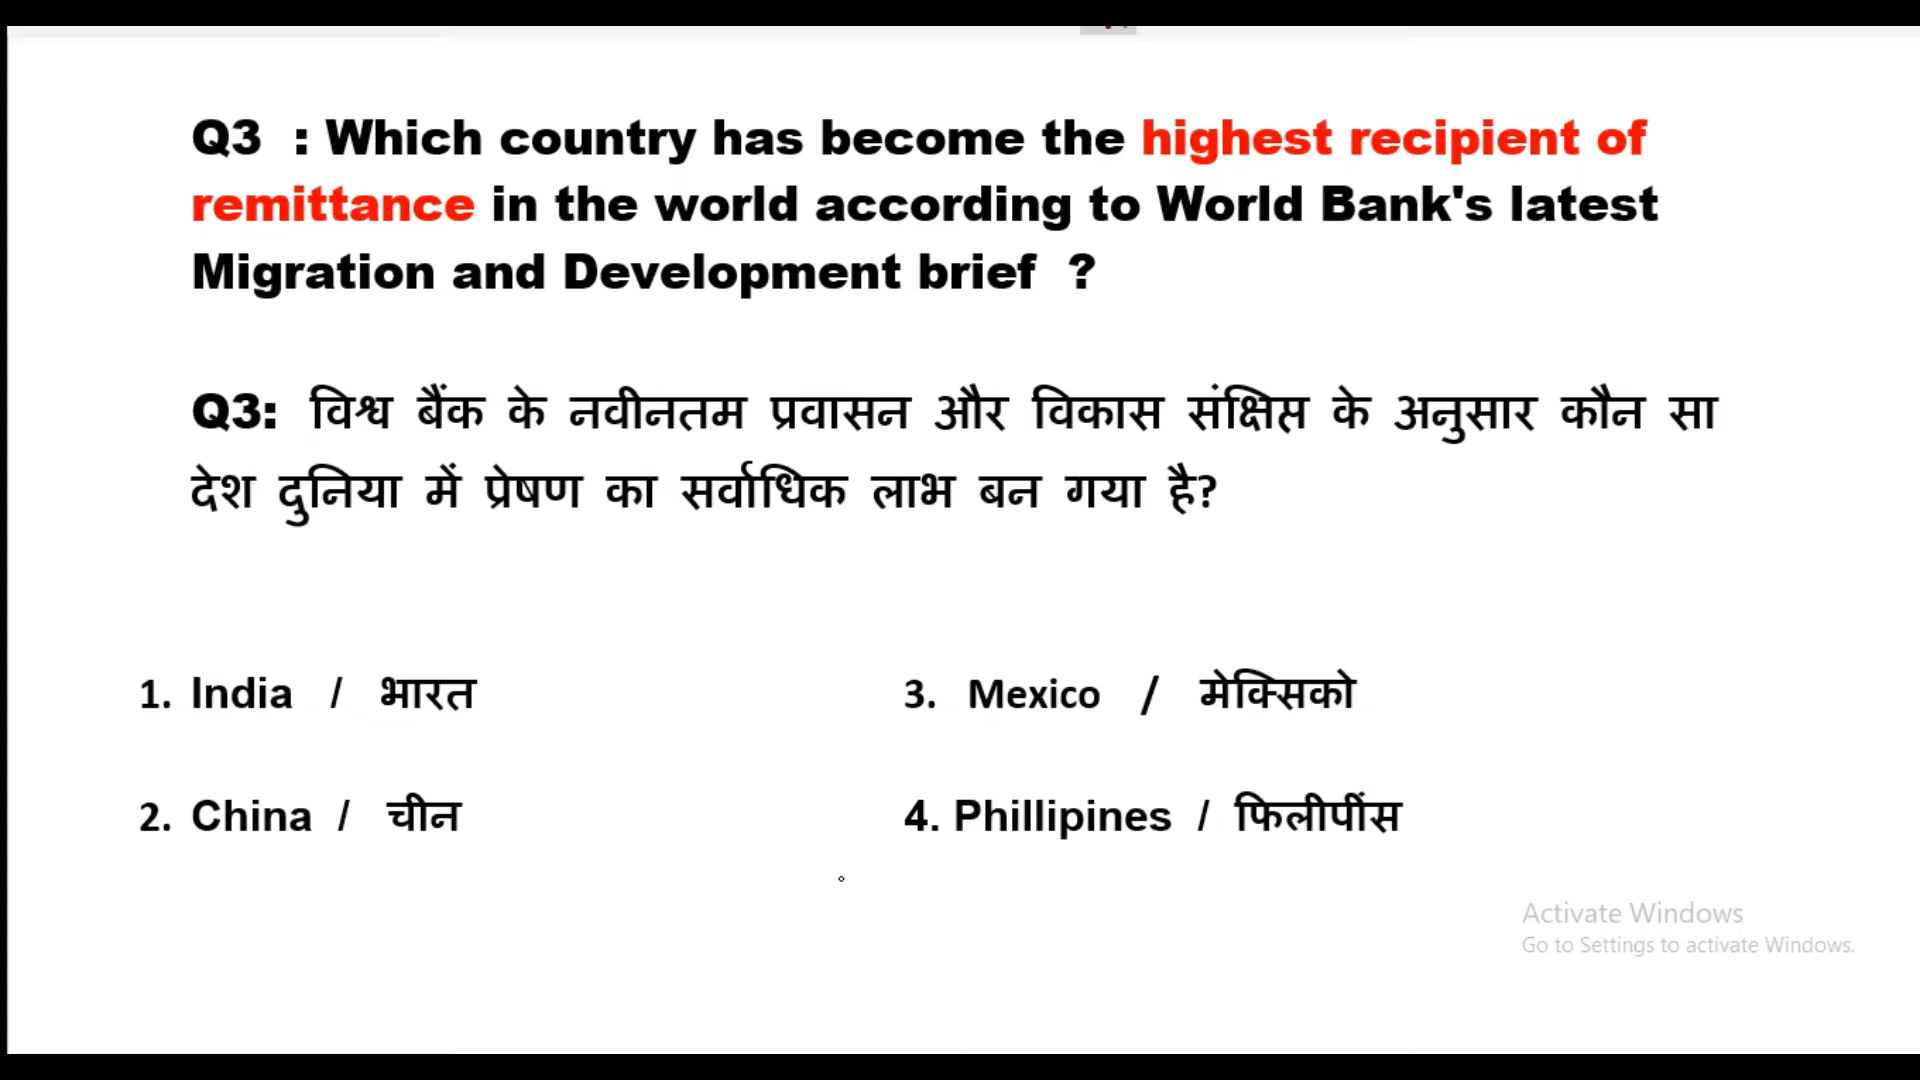 Q3 : Which country has become the highest recipient of
remittance in the world according to World Bank's latest
Migration and Development brief ?
Q3: विश्व बैंक के नवीनतम प्रवासन और विकास संक्षिप्त के अनुसार कौन सा
देश दुनिया में प्रेषण का सर्वाधिक लाभ बन गया है?
1. India / भारत
2. China / चीन
3. Mexico / मेक्सिको
4. Phillipines / फिलीपींस
Activate Windows
Go to Settings to activate Windows.